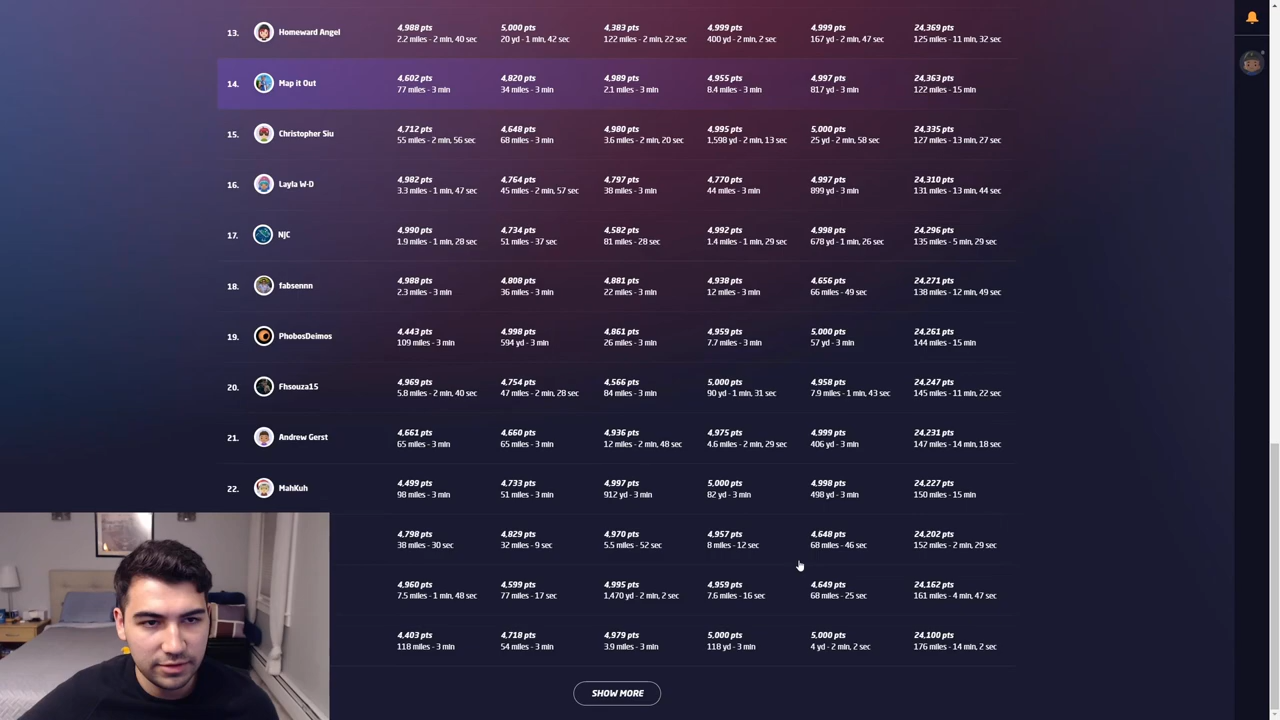 13. Homeward Angel 4,988 pts 5,000 pts 4,383 pts 4,999 pts 4,999 pts 24,369 pts
2.2 miles - 2 min, 40 sec 20 yd - 1 min, 42 sec 122 miles - 2 min, 22 sec 400 yd - 2 min, 2 sec 167 yd - 2 min, 47 sec 125 miles - 11 min, 32 sec
14. Map it Out 4,602 pts 4,820 pts 4,989 pts 4,955 pts 4,997 pts 24,363 pts
77 miles - 3 min 34 miles - 3 min 2.1 miles - 3 min 8.4 miles - 3 min 817 yd - 3 min 122 miles - 15 min
15. Christopher Siu 4,712 pts 4,648 pts 4,980 pts 4,995 pts 5,000 pts 24,335 pts
55 miles - 2 min, 56 sec 68 miles - 3 min 3.6 miles - 2 min, 20 sec 1,598 yd - 2 min, 13 sec 25 yd - 2 min, 58 sec 127 miles - 13 min, 27 sec
16. Layla W-D 4,982 pts 4,764 pts 4,797 pts 4,770 pts 4,997 pts 24,310 pts
3.3 miles - 1 min, 47 sec 45 miles - 2 min, 57 sec 38 miles - 3 min 44 miles - 3 min 899 yd - 3 min 131 miles - 13 min, 44 sec
17. NJC 4,990 pts 4,734 pts 4,582 pts 4,992 pts 4,998 pts 24,296 pts
1.9 miles - 1 min, 28 sec 51 miles - 37 sec 81 miles - 28 sec 1.4 miles - 1 min, 29 sec 678 yd - 1 min, 26 sec 135 miles - 5 min, 29 sec
18. fabsennn 4,988 pts 4,808 pts 4,881 pts 4,938 pts 4,656 pts 24,271 pts
2.3 miles - 3 min 36 miles - 3 min 22 miles - 3 min 12 miles - 3 min 66 miles - 49 sec 138 miles - 12 min, 49 sec
19. PhobosDeimos 4,443 pts 4,998 pts 4,861 pts 4,959 pts 5,000 pts 24,261 pts
109 miles - 3 min 594 yd - 3 min 26 miles - 3 min 7.7 miles - 3 min 57 yd - 3 min 144 miles - 15 min
20. Fhsouza15 4,969 pts 4,754 pts 4,566 pts 5,000 pts 4,958 pts 24,247 pts
5.8 miles - 2 min, 40 sec 47 miles - 2 min, 28 sec 84 miles - 3 min 90 yd - 1 min, 31 sec 7.9 miles - 1 min, 43 sec 145 miles - 11 min, 22 sec
21. Andrew Gerst 4,661 pts 4,660 pts 4,936 pts 4,975 pts 4,999 pts 24,231 pts
65 miles - 3 min 65 miles - 3 min 12 miles - 2 min, 48 sec 4.6 miles - 2 min, 29 sec 406 yd - 3 min 147 miles - 14 min, 18 sec
22. MahKuh 4,499 pts 4,733 pts 4,997 pts 5,000 pts 4,998 pts 24,227 pts
98 miles - 3 min 51 miles - 3 min 912 yd - 3 min 82 yd - 3 min 498 yd - 3 min 150 miles - 15 min
4,798 pts 4,829 pts 4,970 pts 4,957 pts 4,648 pts 24,202 pts
38 miles - 30 sec 32 miles - 9 sec 5.5 miles - 52 sec 8 miles - 12 sec 68 miles - 46 sec 152 miles - 2 min, 29 sec
4,960 pts 4,599 pts 4,995 pts 4,959 pts 4,649 pts 24,162 pts
7.5 miles - 1 min, 48 sec 77 miles - 17 sec 1,470 yd - 2 min, 2 sec 7.6 miles - 16 sec 68 miles - 25 sec 161 miles - 4 min, 47 sec
4,403 pts 4,718 pts 4,979 pts 5,000 pts 5,000 pts 24,100 pts
118 miles - 3 min 54 miles - 3 min 3.9 miles - 3 min 118 yd - 3 min 4 yd - 2 min, 2 sec 176 miles - 14 min, 2 sec
SHOW MORE